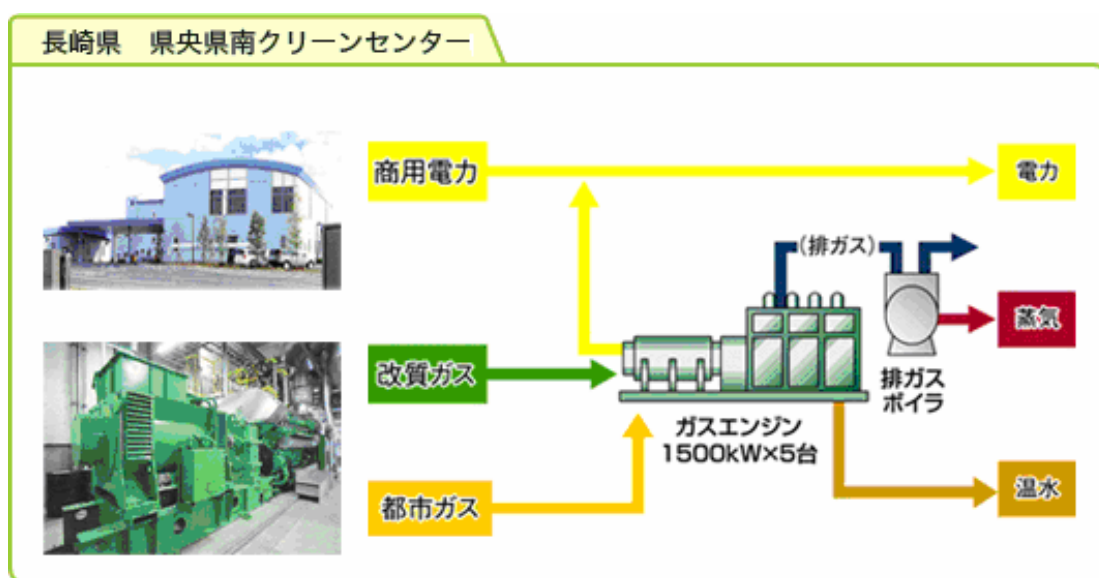 長崎県 県央県南クリーンセンター
商用電力
電力
(排ガス)
蒸気
改質ガス
排ガス
ボイラ
ガスエンジン
1500kW×5台
都市ガス
温水